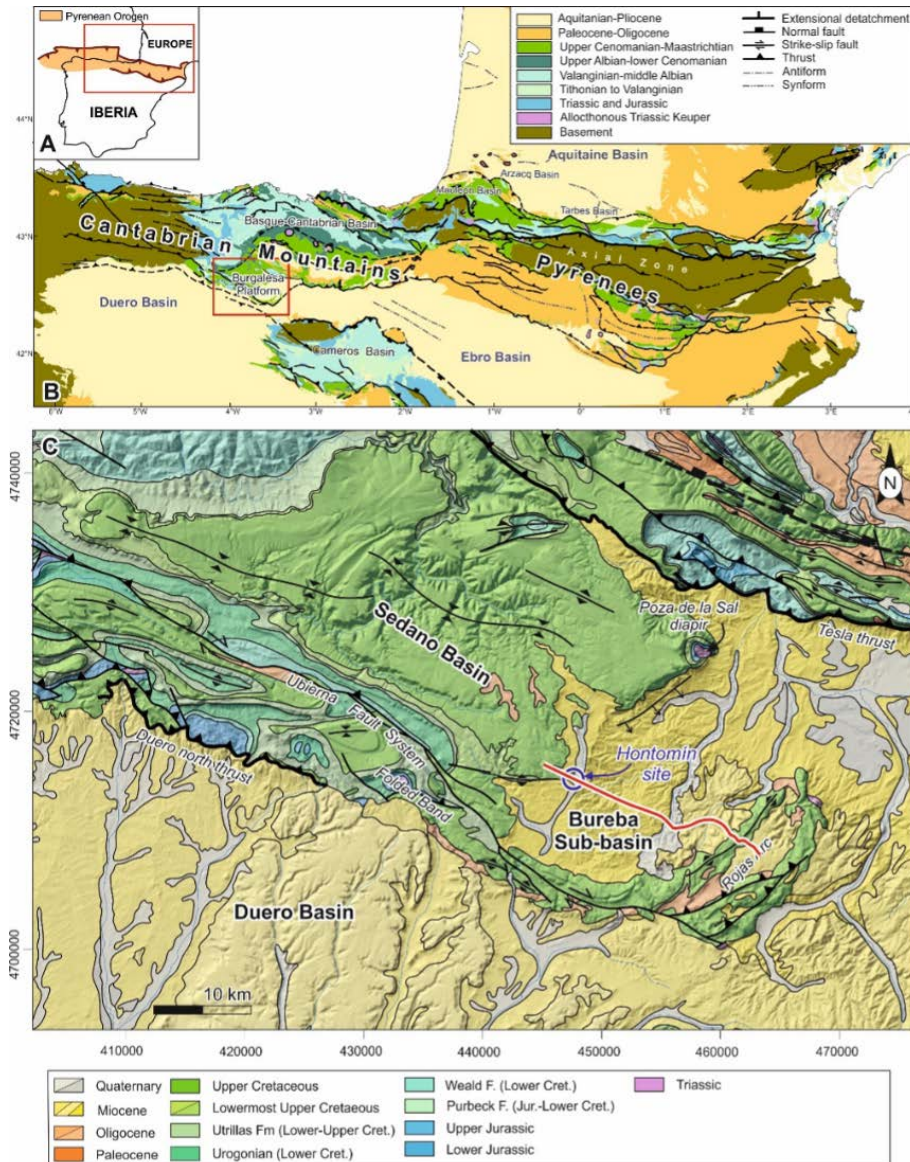 Pyrenean Orogen
EUROPE
IBERIA
A
Aquitanian-Pliocene
Paleocene-Oligocene
Upper Cenomanian-Maastrichtian
Upper Albian-lower Cenomanian
Valanginian-middle Albian
Tithonian to Valanginian
Triassic and Jurassic
Allocthonous Triassic Keuper
Basement
Extensional detatchment
Normal fault
Strike-slip fault
Thrust
Antiform
Synform
44°N
43°N
42°N
Aquitaine Basin
Arzacq Basin
Mauleon Basin
Tarbes Basin
Basque-Cantabrian Basin
Cantabrian
Mountains
Pyrenees
Axial Zone
Burgalesa
Platform
Duero Basin
Cameros Basin
Ebro Basin
B
6°W
5°W
4°W
3°W
2°W
1°W
0°
1°E
2°E
3°E
C
N
4740000
4720000
4700000
Sedano Basin
Poza de la Sal
diapir
Tesla thrust
Ubierna Fault System
Folded Band
Duero north thrust
Hontomín
site
Bureba
Sub-basin
Rojas Arc
Duero Basin
10 km
410000
420000
430000
440000
450000
460000
470000
Quaternary
Miocene
Oligocene
Paleocene
Upper Cretaceous
Lowermost Upper Cretaeous
Utrillas Fm (Lower-Upper Cret.)
Urogonian (Lower Cret.)
Weald F. (Lower Cret.)
Purbeck F. (Jur.-Lower Cret.)
Upper Jurassic
Lower Jurassic
Triassic